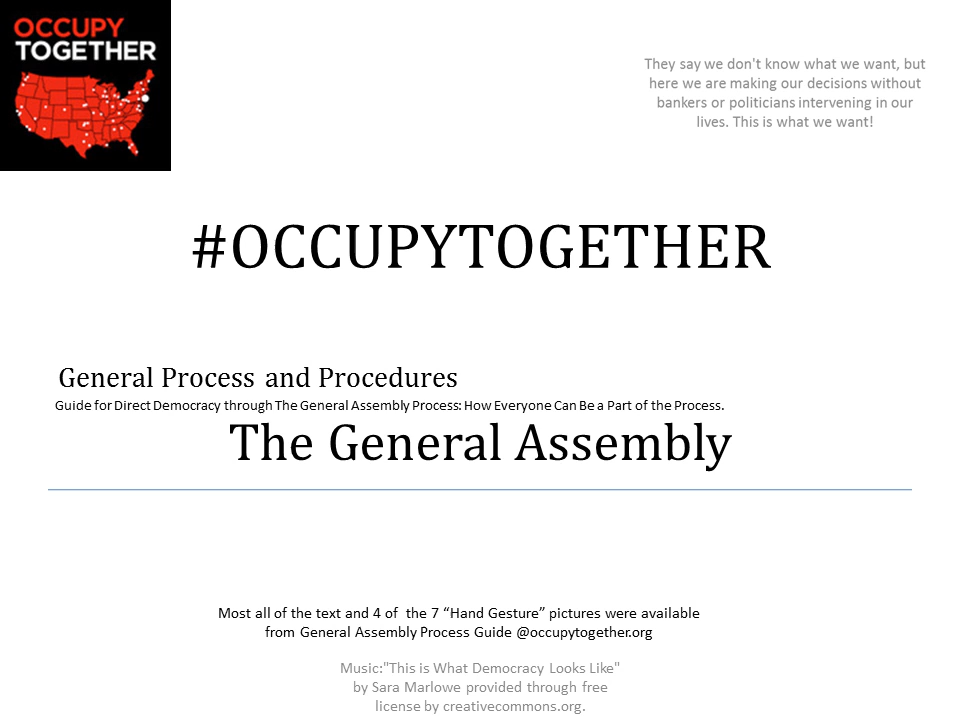 OCCUPY
TOGETHER
They say we don't know what we want, but
here we are making our decisions without
bankers or politicians intervening in our
lives. This is what we want!
#OCCUPYTOGETHER
General Process and Procedures
Guide for Direct Democracy through The General Assembly Process: How Everyone Can Be a Part of the Process.
The General Assembly
Most all of the text and 4 of the 7 “Hand Gesture” pictures were available
from General Assembly Process Guide @occupytogether.org
Music:"This is What Democracy Looks Like"
by Sara Marlowe provided through free
license by creativecommons.org.